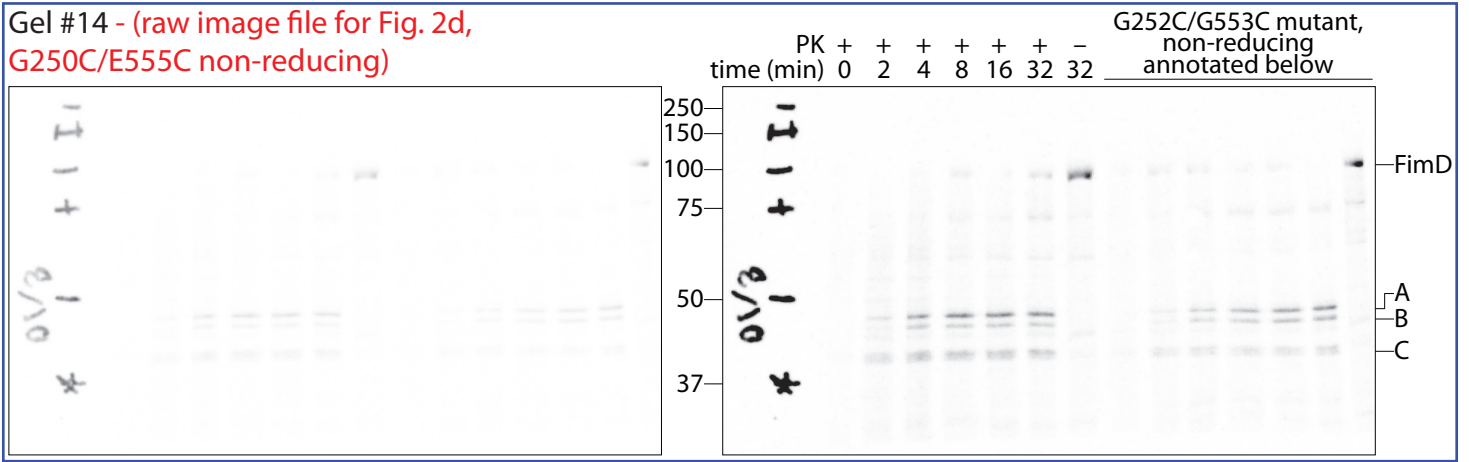 Gel #14 - (raw image file for Fig. 2d,
G250C/E555C non-reducing)
G252C/G553C mutant,
non-reducing
annotated below
PK + + + + + + –
time (min) 0 2 4 8 16 32 32
250
150
100
75
50
37
FimD
A
B
C